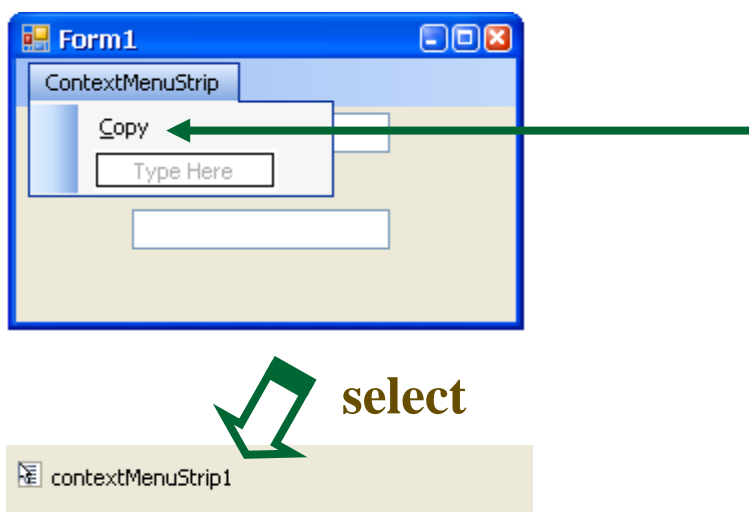 Form1
ContextMenuStrip
Copy
Type Here
select
contextMenuStrip1